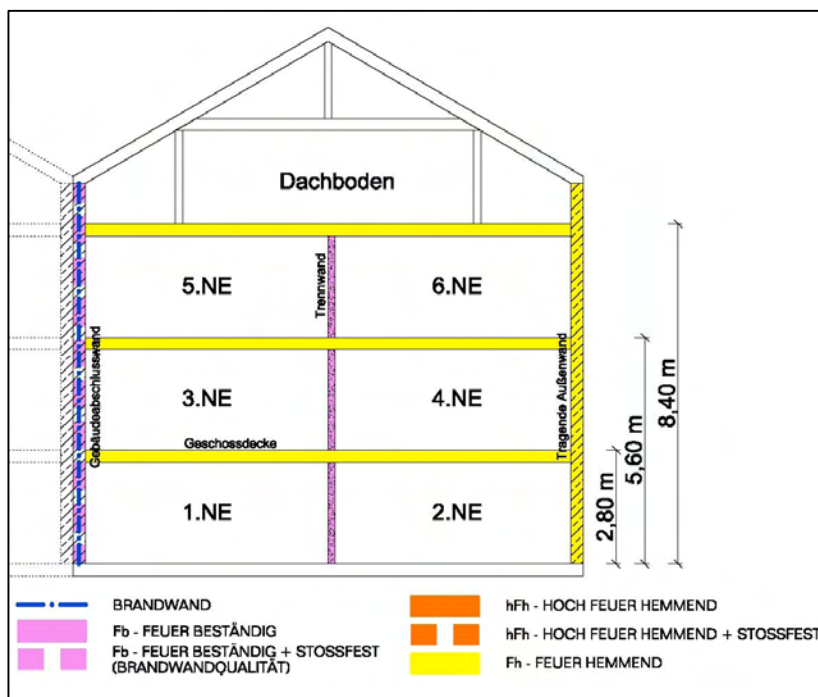 Dachboden
5.NE
Trennwand
6.NE
Gebäudeabschlusswand
3.NE
4.NE
Tragende Außenwand
Geschossdecke
1.NE
2.NE
2,80 m
5,60 m
8,40 m
BRANDWAND
Fb - FEUER BESTÄNDIG
Fb - FEUER BESTÄNDIG + STOSSFEST
(BRANDWANDQUALITÄT)
hFh - HOCH FEUER HEMMEND
hFh - HOCH FEUER HEMMEND + STOSSFEST
Fh - FEUER HEMMEND